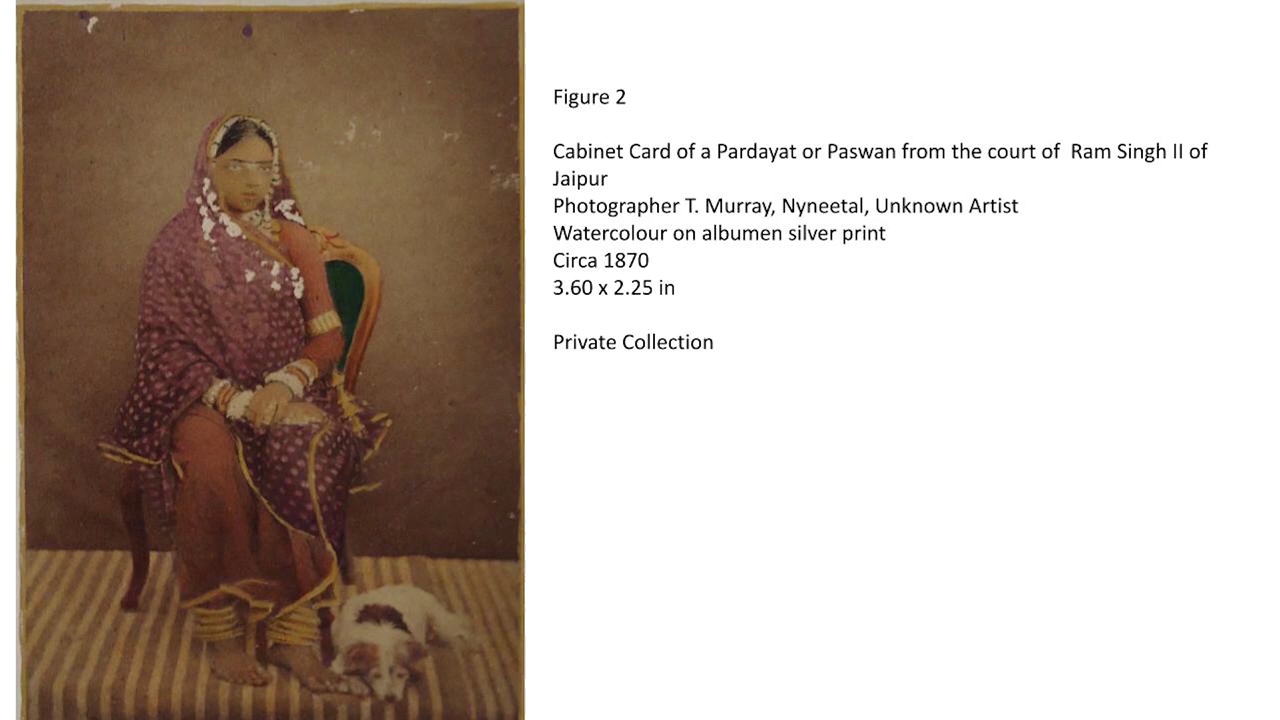 Figure 2
Cabinet Card of a Pardayat or Paswan from the court of  Ram Singh II of
Jaipur
Photographer T. Murray, Nyneetal, Unknown Artist
Watercolour on albumen silver print
Circa 1870
3.60 x 2.25 in
Private Collection